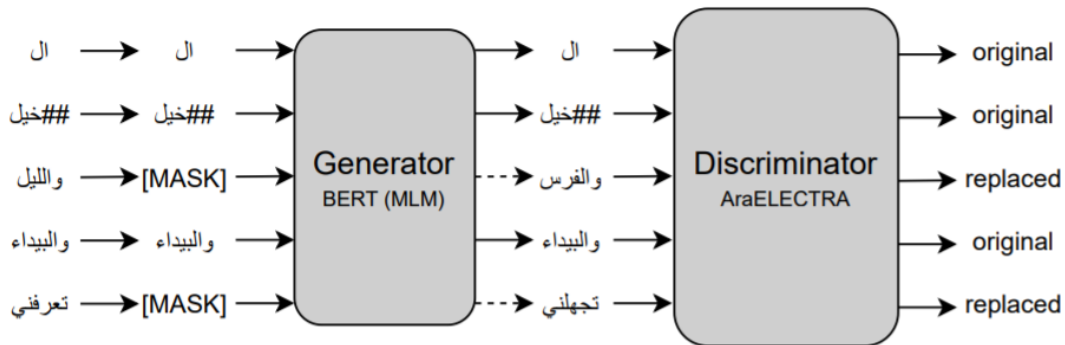 ال ال ال original
##خيل ##خيل ##خيل original
والليل [MASK] Generator والفرس Discriminator replaced
BERT (MLM) AraELECTRA
والبيداء والبيداء والبيداء original
تعرفني [MASK] تجهلني replaced